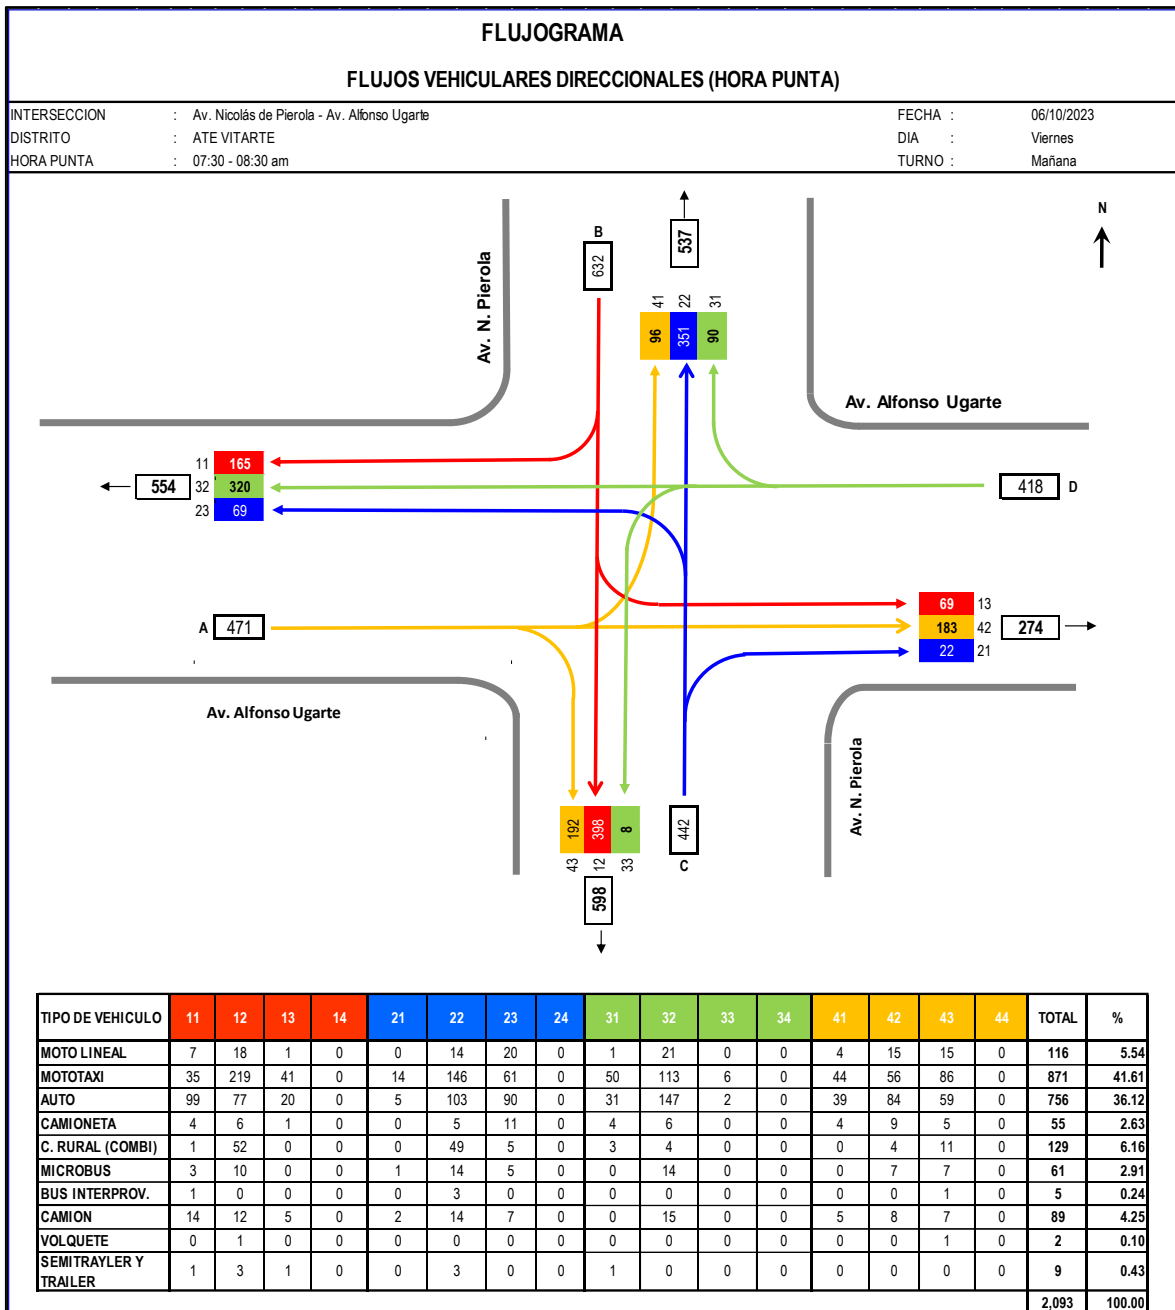 FLUJOGRAMA
FLUJOS VEHICULARES DIRECCIONALES (HORA PUNTA)
INTERSECCION : Av. Nicolás de Pierola - Av. Alfonso Ugarte FECHA : 06/10/2023
DISTRITO : ATE VITARTE DIA : Viernes
HORA PUNTA : 07:30 - 08:30 am TURNO : Mañana
N
B
632
537
Av. N. Pierola
41 22 31
96 351 90
Av. Alfonso Ugarte
11 165
554 32 320
23 69
418 D
A 471
69 13
183 42 274
22 21
Av. Alfonso Ugarte
Av. N. Pierola
192 398 8
43 12 33
442
C
598
TIPO DE VEHICULO 11 12 13 14 21 22 23 24 31 32 33 34 41 42 43 44 TOTAL %
MOTO LINEAL 7 18 1 0 0 14 20 0 1 21 0 0 4 15 15 0 116 5.54
MOTOTAXI 35 219 41 0 14 146 61 0 50 113 6 0 44 56 86 0 871 41.61
AUTO 99 77 20 0 5 103 90 0 31 147 2 0 39 84 59 0 756 36.12
CAMIONETA 4 6 1 0 0 5 11 0 4 6 0 0 4 9 5 0 55 2.63
C. RURAL (COMBI) 1 52 0 0 0 49 5 0 3 4 0 0 0 4 11 0 129 6.16
MICROBUS 3 10 0 0 1 14 5 0 0 14 0 0 0 7 7 0 61 2.91
BUS INTERPROV. 1 0 0 0 0 3 0 0 0 0 0 0 0 0 1 0 5 0.24
CAMION 14 12 5 0 2 14 7 0 0 15 0 0 5 8 7 0 89 4.25
VOLQUETE 0 1 0 0 0 0 0 0 0 0 0 0 0 0 1 0 2 0.10
SEMITRAYLER Y
TRAILER 1 3 1 0 0 3 0 0 1 0 0 0 0 0 0 0 9 0.43
2,093 100.00